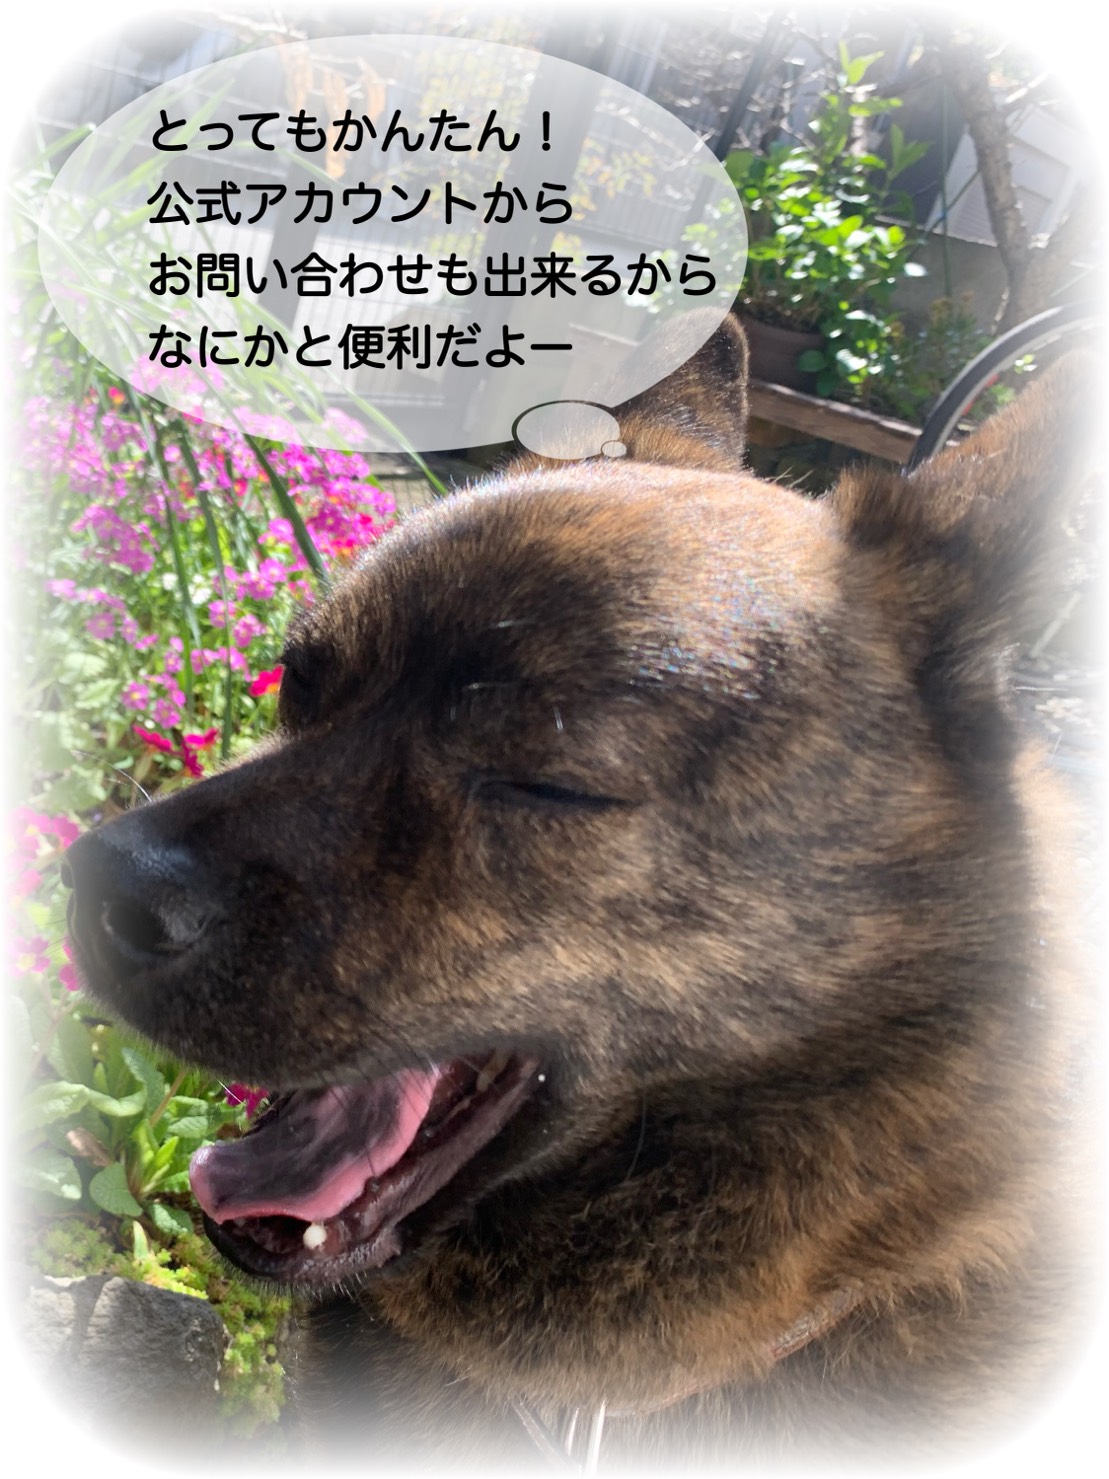 とってもかんたん！
公式アカウントから
お問い合わせも出来るから
なにかと便利だよー